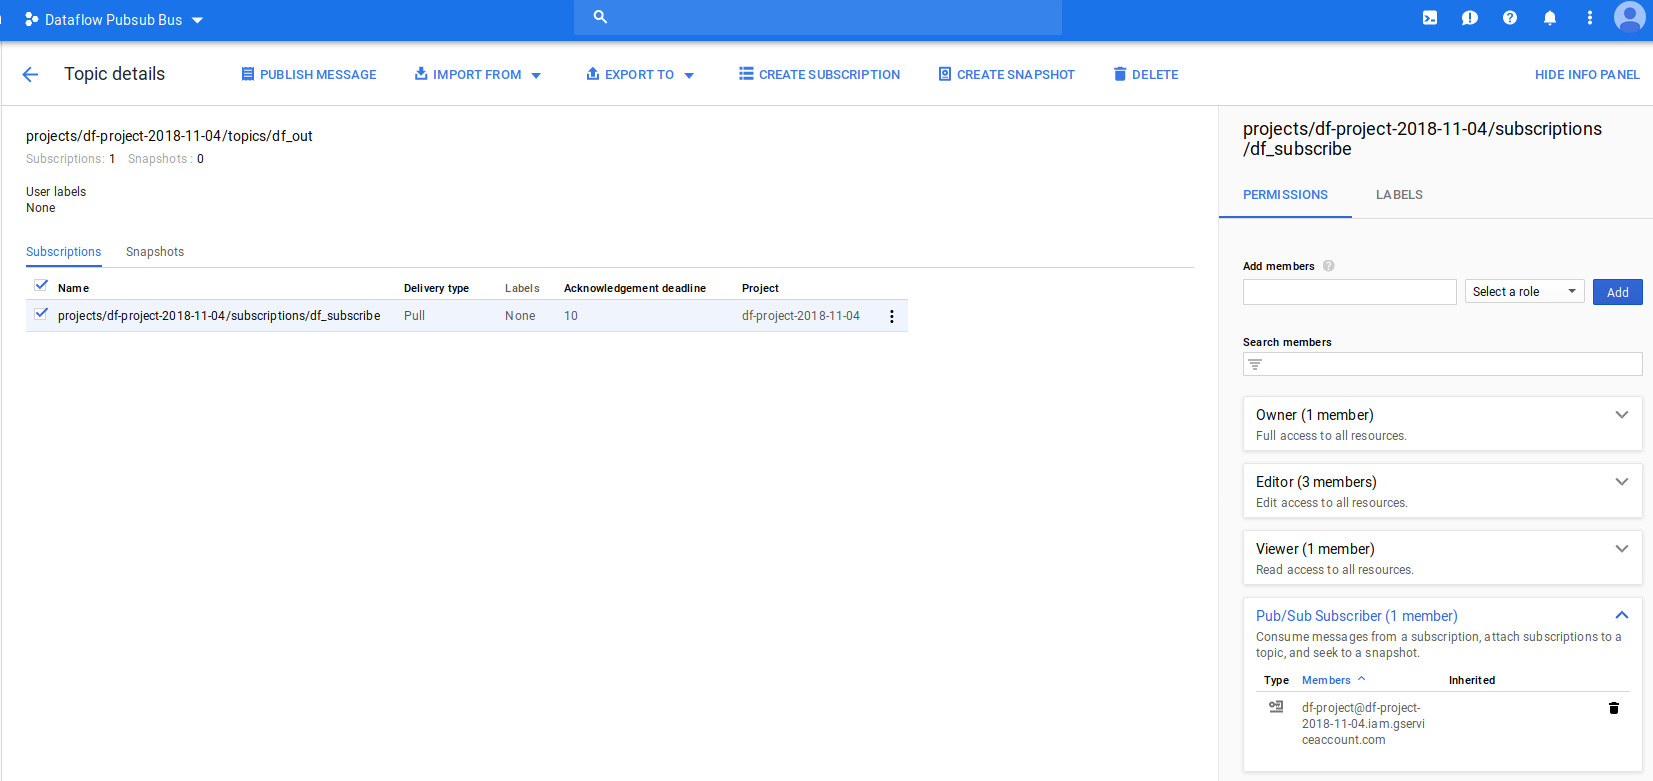 Dataflow Pubsub Bus
Topic details
PUBLISH MESSAGE
IMPORT FROM
EXPORT TO
CREATE SUBSCRIPTION
CREATE SNAPSHOT
DELETE
HIDE INFO PANEL
projects/df-project-2018-11-04/topics/df_out
Subscriptions: 1 Snapshots : 0
User labels
None
Subscriptions Snapshots
Name Delivery type Labels Acknowledgement deadline Project
projects/df-project-2018-11-04/subscriptions/df_subscribe Pull None 10 df-project-2018-11-04
projects/df-project-2018-11-04/subscriptions
/df_subscribe
PERMISSIONS LABELS
Add members ?
Select a role Add
Search members
Owner (1 member)
Full access to all resources.
Editor (3 members)
Edit access to all resources.
Viewer (1 member)
Read access to all resources.
Pub/Sub Subscriber (1 member)
Consume messages from a subscription, attach subscriptions to a
topic, and seek to a snapshot.
Type Members Inherited
df-project@df-project-
2018-11-04.iam.gservi
ceaccount.com